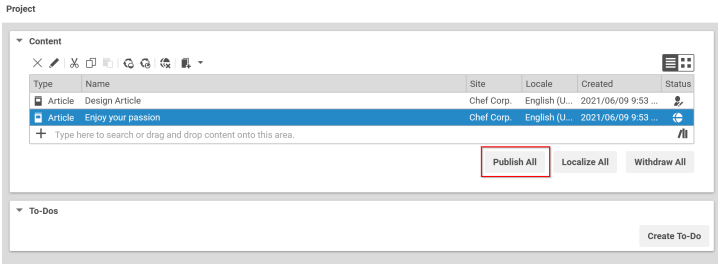 Project
Content
Type Name Site Locale Created Status
Article Design Article Chef Corp. English (U... 2021/06/09 9:53 ...
Article Enjoy your passion Chef Corp. English (U... 2021/06/09 9:53 ...
Type here to search or drag and drop content onto this area.
Publish All Localize All Withdraw All
To-Dos
Create To-Do